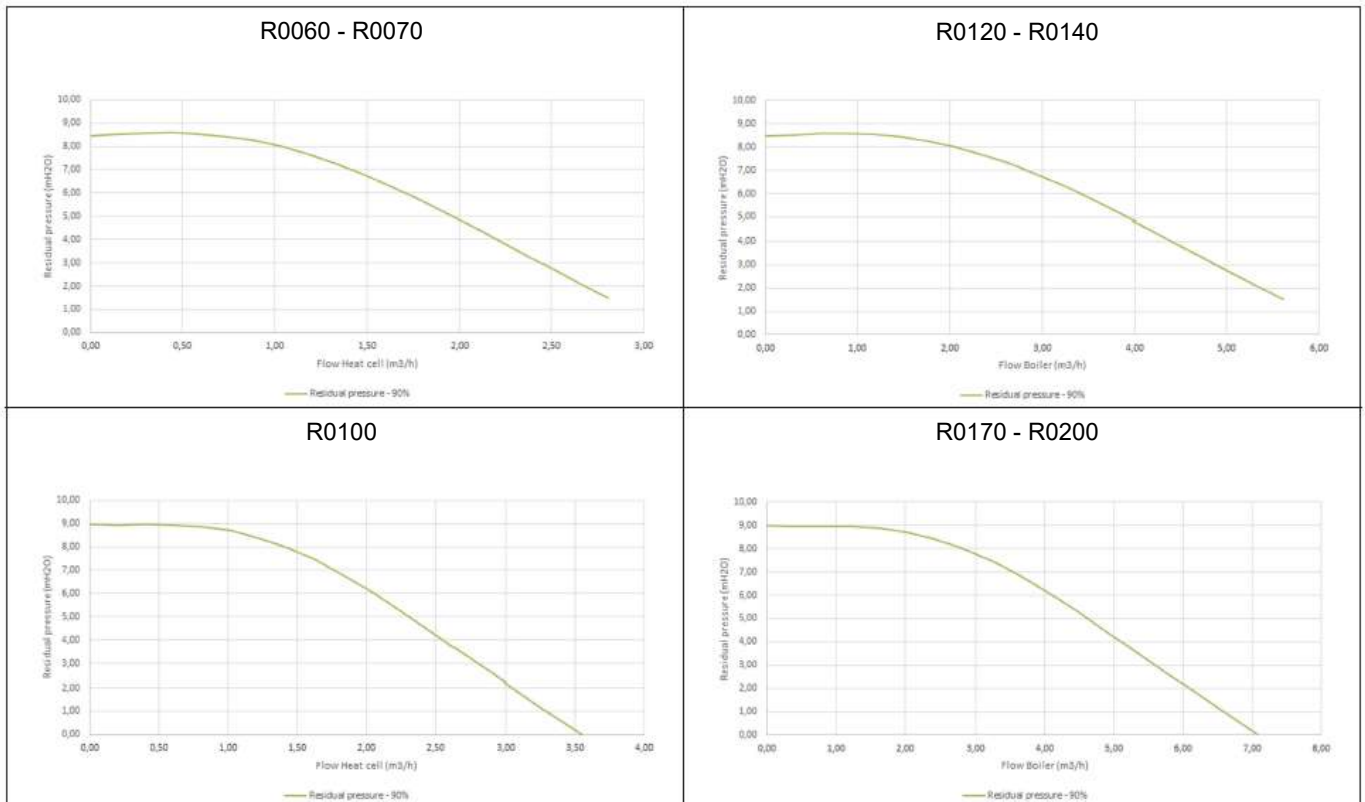 R0060 - R0070
10,00
9,00
8,00
7,00
6,00
5,00
4,00
3,00
2,00
1,00
0,00
Residual pressure (mH2O)
0,00 0,50 1,00 1,50 2,00 2,50 3,00
Flow Heat cell (m3/h)
Residual pressure - 90%
R0120 - R0140
10,00
9,00
8,00
7,00
6,00
5,00
4,00
3,00
2,00
1,00
0,00
Residual pressure (mH2O)
0,00 1,00 2,00 3,00 4,00 5,00 6,00
Flow Boiler (m3/h)
Residual pressure - 90%
R0100
10,00
9,00
8,00
7,00
6,00
5,00
4,00
3,00
2,00
1,00
0,00
Residual pressure (mH2O)
0,00 0,50 1,00 1,50 2,00 2,50 3,00 3,50 4,00
Flow Heat cell (m3/h)
Residual pressure - 90%
R0170 - R0200
10,00
9,00
8,00
7,00
6,00
5,00
4,00
3,00
2,00
1,00
0,00
Residual pressure (mH2O)
0,00 1,00 2,00 3,00 4,00 5,00 6,00 7,00 8,00
Flow Boiler (m3/h)
Residual pressure - 90%